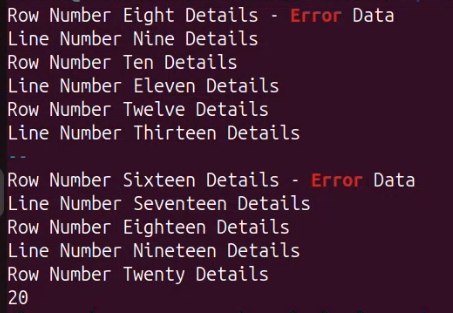 Row Number Eight Details - Error Data
Line Number Nine Details
Row Number Ten Details
Line Number Eleven Details
Row Number Twelve Details
Line Number Thirteen Details
--
Row Number Sixteen Details - Error Data
Line Number Seventeen Details
Row Number Eighteen Details
Line Number Nineteen Details
Row Number Twenty Details
20